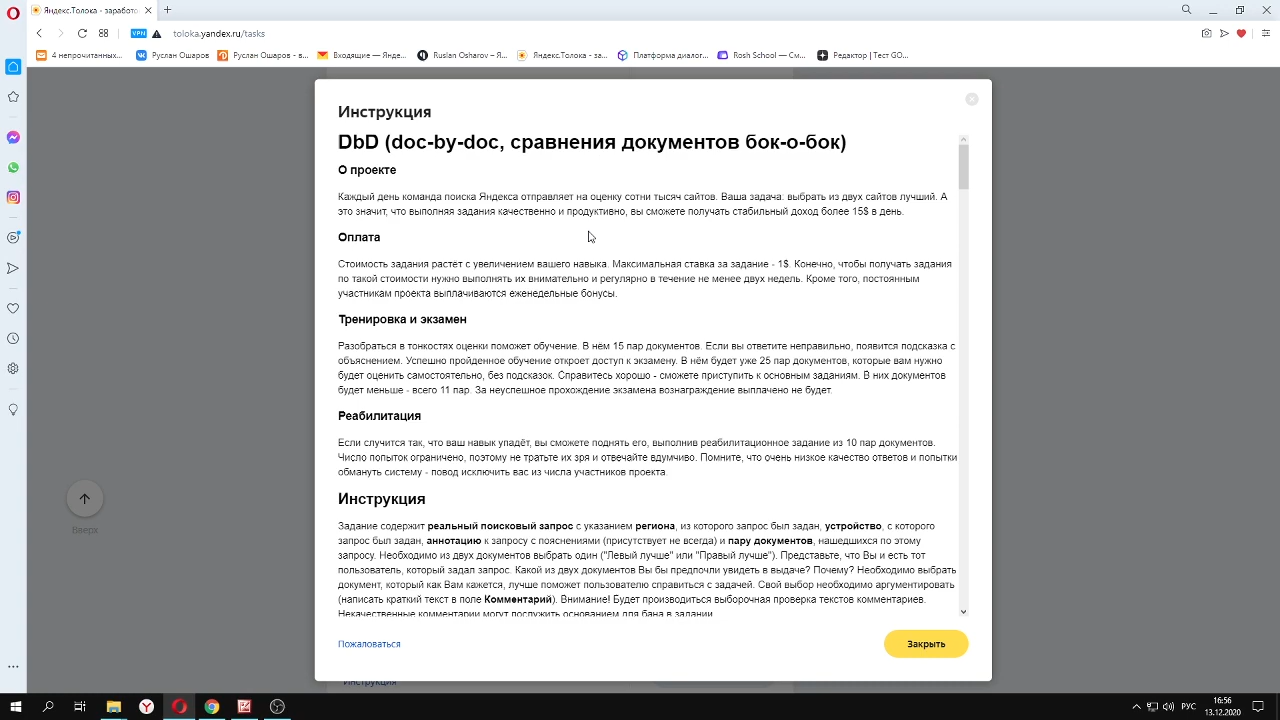 Яндекс.Толока - заработо
VPN
toloka.yandex.ru/tasks
4 непрочитанных...
Руслан Ошаров
Руслан Ошаров - в...
Входящие — Янде...
Ruslan Osharov – Я...
Яндекс.Толока - за...
Платформа диалог...
Rosh School — См...
Редактор | Тест GO...
Инструкция
DbD (doc-by-doc, сравнения документов бок-о-бок)
О проекте
Каждый день команда поиска Яндекса отправляет на оценку сотни тысяч сайтов. Ваша задача: выбрать из двух сайтов лучший. А
это значит, что выполняя задания качественно и продуктивно, вы сможете получать стабильный доход более 15$ в день.
Оплата
Стоимость задания растёт с увеличением вашего навыка. Максимальная ставка за задание - 1$. Конечно, чтобы получать задания
по такой стоимости нужно выполнять их внимательно и регулярно в течение не менее двух недель. Кроме того, постоянным
участникам проекта выплачиваются еженедельные бонусы.
Тренировка и экзамен
Разобраться в тонкостях оценки поможет обучение. В нём 15 пар документов. Если вы ответите неправильно, появится подсказка с
объяснением. Успешно пройденное обучение откроет доступ к экзамену. В нём будет уже 25 пар документов, которые вам нужно
будет оценить самостоятельно, без подсказок. Справитесь хорошо - сможете приступить к основным заданиям. В них документов
будет меньше - всего 11 пар. За неуспешное прохождение экзамена вознаграждение выплачено не будет.
Реабилитация
Если случится так, что ваш навык упадёт, вы сможете поднять его, выполнив реабилитационное задание из 10 пар документов.
Число попыток ограничено, поэтому не тратьте их зря и отвечайте вдумчиво. Помните, что очень низкое качество ответов и попытки
обмануть систему - повод исключить вас из числа участников проекта.
Инструкция
Задание содержит реальный поисковый запрос с указанием региона, из которого запрос был задан, устройство, с которого
запрос был задан, аннотацию к запросу с пояснениями (присутствует не всегда) и пару документов, нашедшихся по этому
запросу. Необходимо из двух документов выбрать один ("Левый лучше" или "Правый лучше"). Представьте, что Вы и есть тот
пользователь, который задал запрос. Какой из двух документов Вы бы предпочли увидеть в выдаче? Почему? Необходимо выбрать
документ, который как Вам кажется, лучше поможет пользователю справиться с задачей. Свой выбор необходимо аргументировать
(написать краткий текст в поле Комментарий). Внимание! Будет производиться выборочная проверка текстов комментариев.
Некачественные комментарии могут послужить основанием для бана в задании
Вверх
Пожаловаться
Закрыть
Инструкция
РУС
16:56
13.12.2020